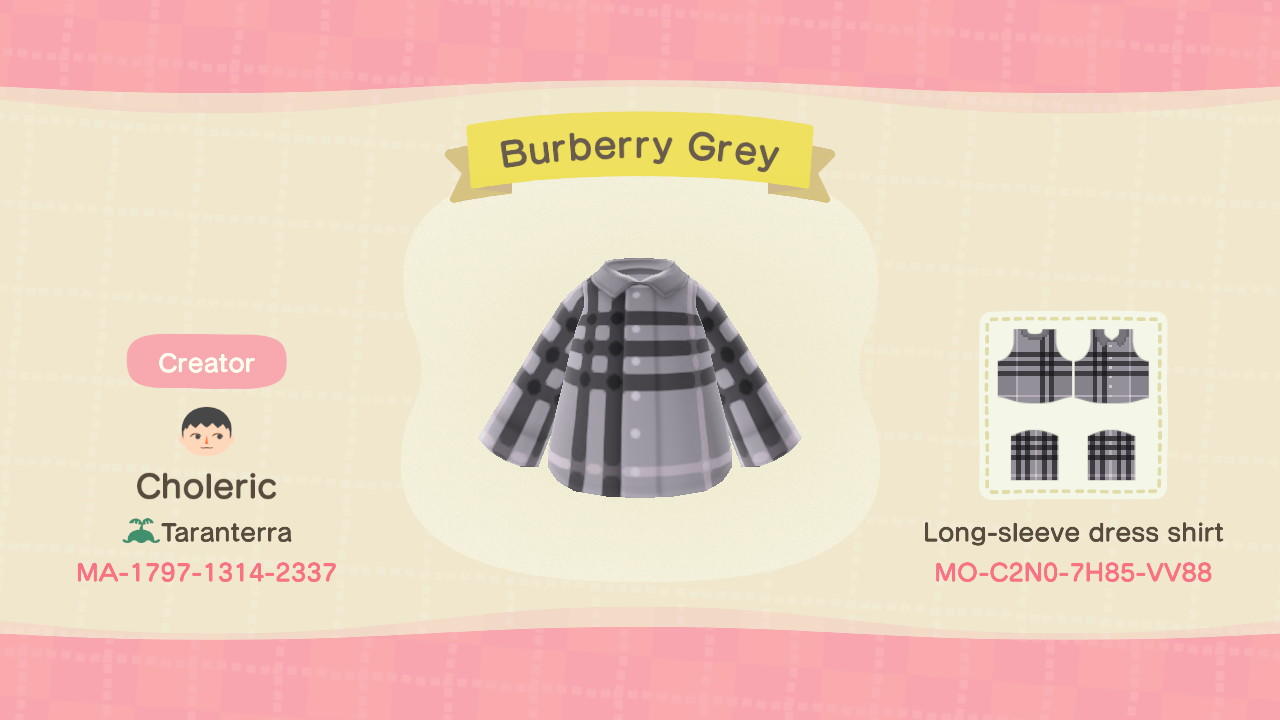 Burberry Grey
Creator
Choleric
Taranterra
MA-1797-1314-2337
Long-sleeve dress shirt
MO-C2N0-7H85-VV88